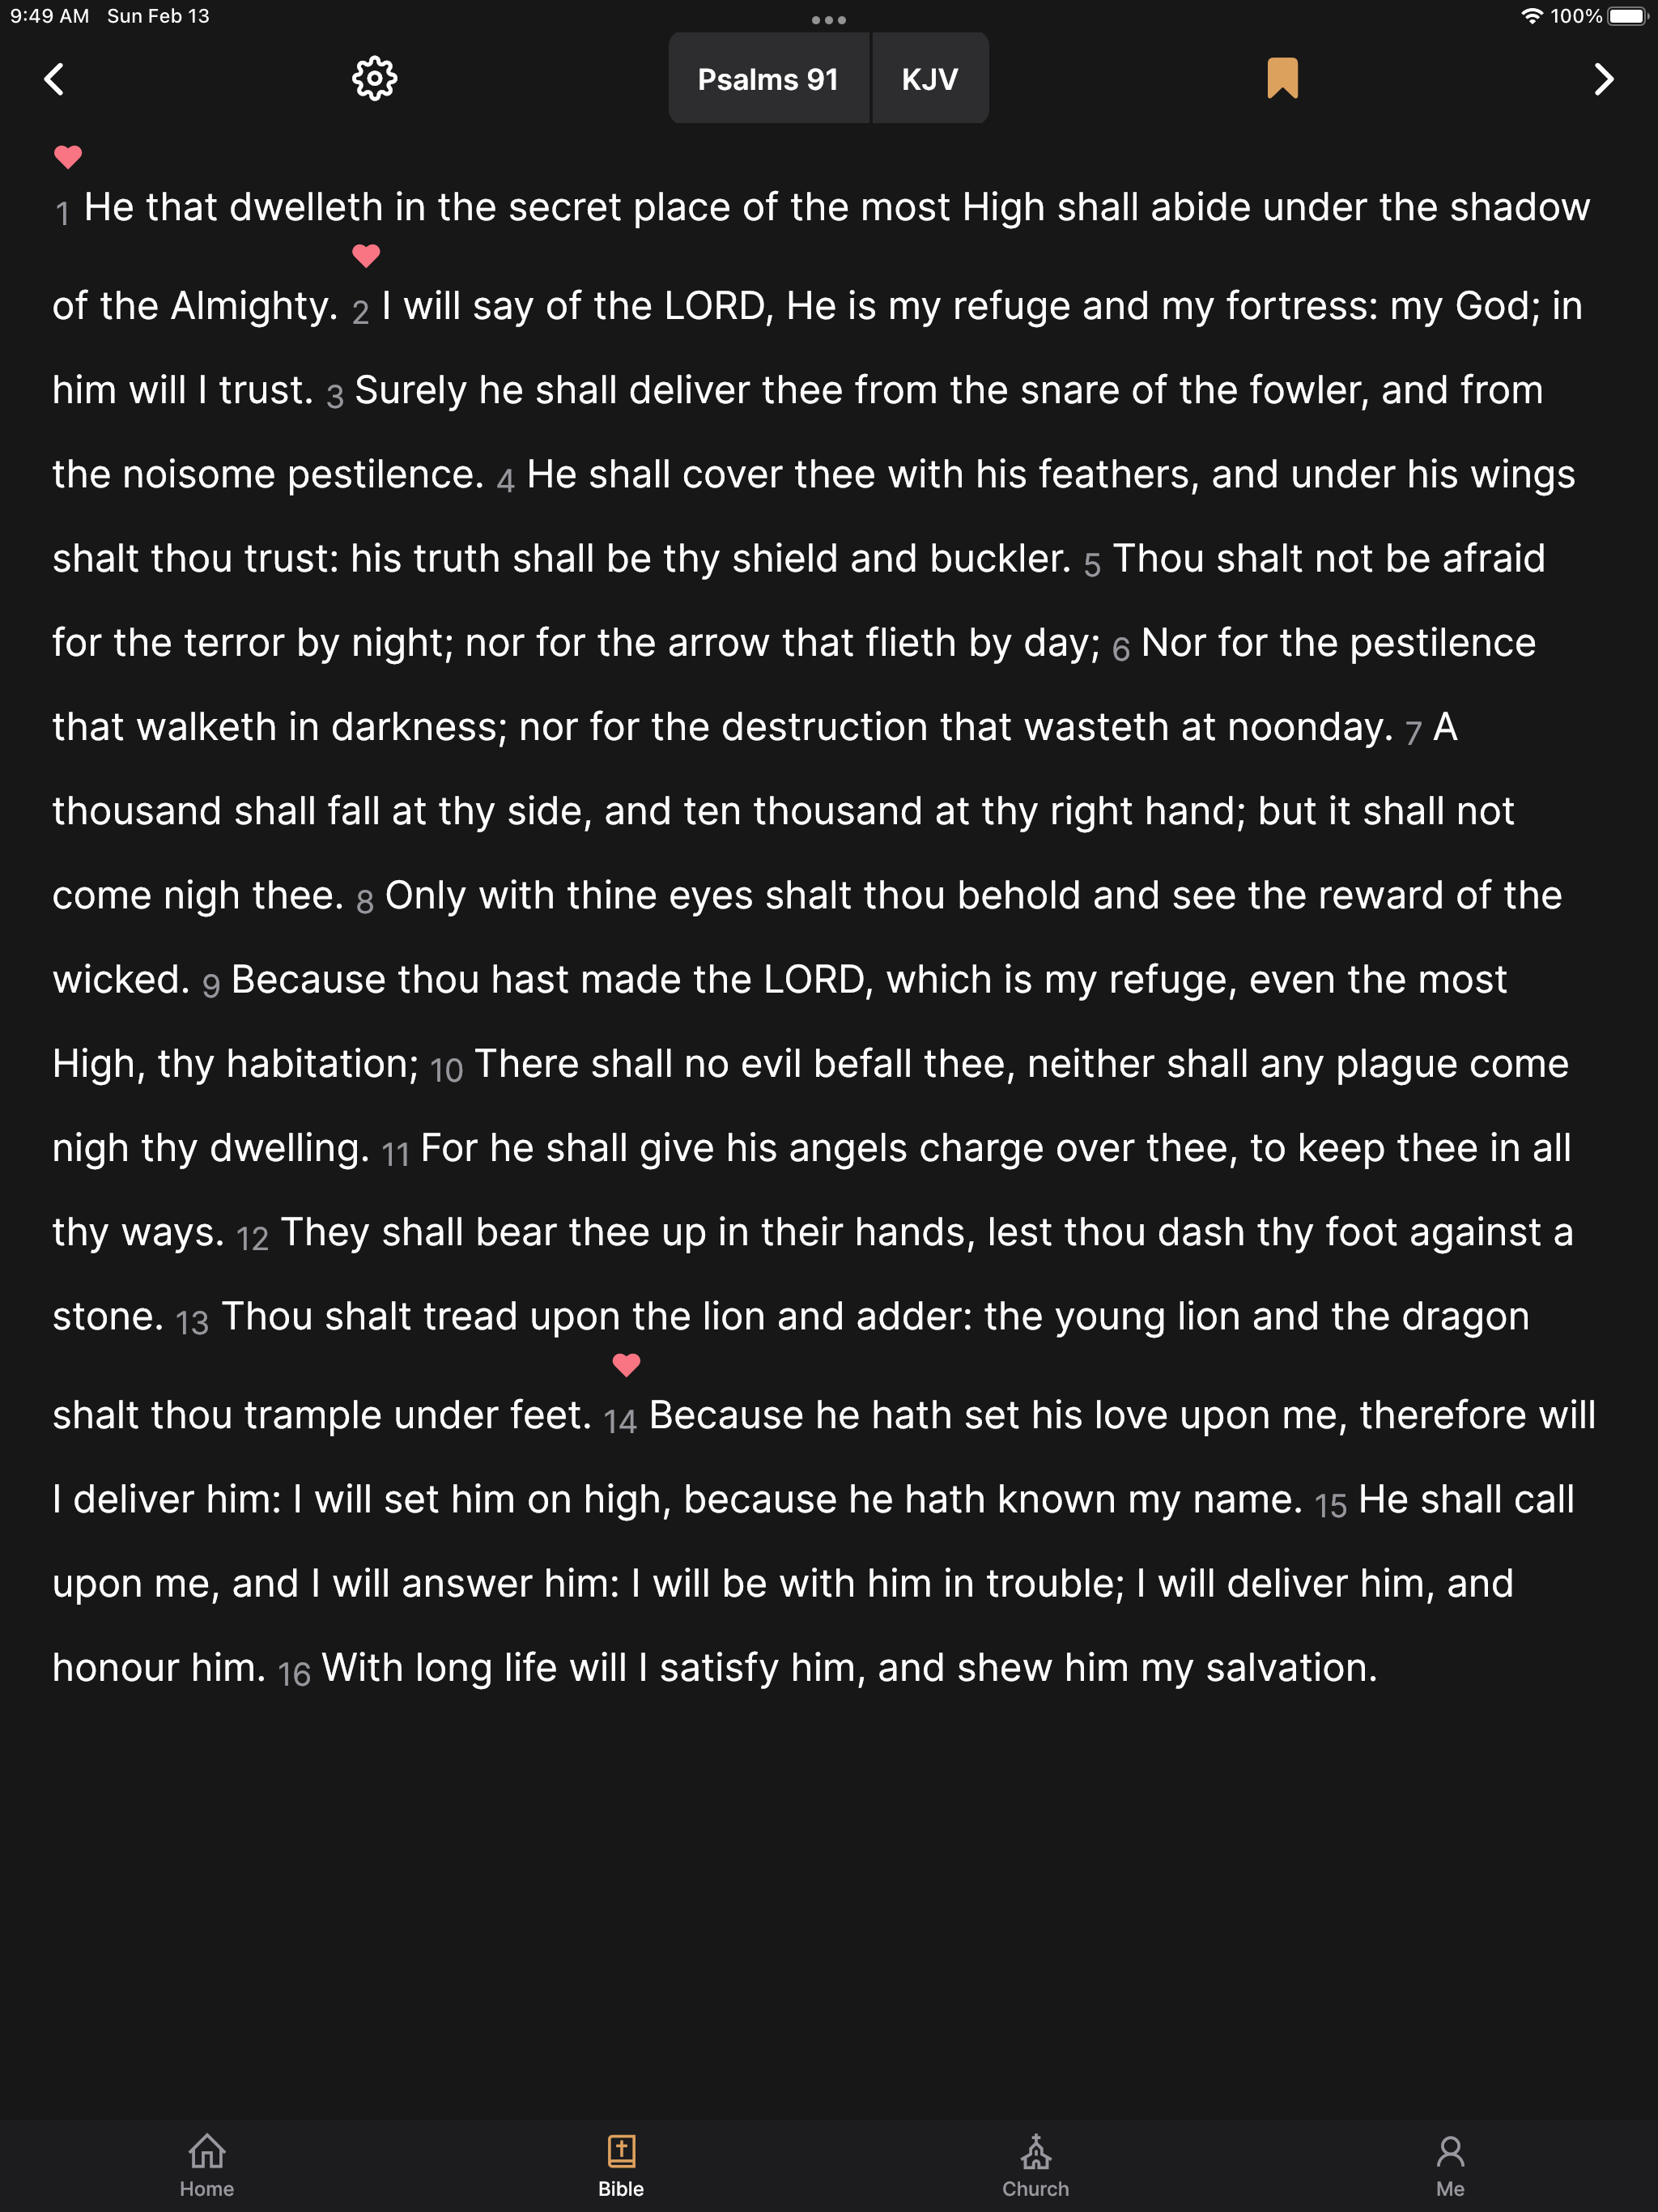 9:49 AM Sun Feb 13 100%
Psalms 91 KJV
1 He that dwelleth in the secret place of the most High shall abide under the shadow
of the Almighty. 2 I will say of the LORD, He is my refuge and my fortress: my God; in
him will I trust. 3 Surely he shall deliver thee from the snare of the fowler, and from
the noisome pestilence. 4 He shall cover thee with his feathers, and under his wings
shalt thou trust: his truth shall be thy shield and buckler. 5 Thou shalt not be afraid
for the terror by night; nor for the arrow that flieth by day; 6 Nor for the pestilence
that walketh in darkness; nor for the destruction that wasteth at noonday. 7 A
thousand shall fall at thy side, and ten thousand at thy right hand; but it shall not
come nigh thee. 8 Only with thine eyes shalt thou behold and see the reward of the
wicked. 9 Because thou hast made the LORD, which is my refuge, even the most
High, thy habitation; 10 There shall no evil befall thee, neither shall any plague come
nigh thy dwelling. 11 For he shall give his angels charge over thee, to keep thee in all
thy ways. 12 They shall bear thee up in their hands, lest thou dash thy foot against a
stone. 13 Thou shalt tread upon the lion and adder: the young lion and the dragon
shalt thou trample under feet. 14 Because he hath set his love upon me, therefore will
I deliver him: I will set him on high, because he hath known my name. 15 He shall call
upon me, and I will answer him: I will be with him in trouble; I will deliver him, and
honour him. 16 With long life will I satisfy him, and shew him my salvation.
Home Bible Church Me